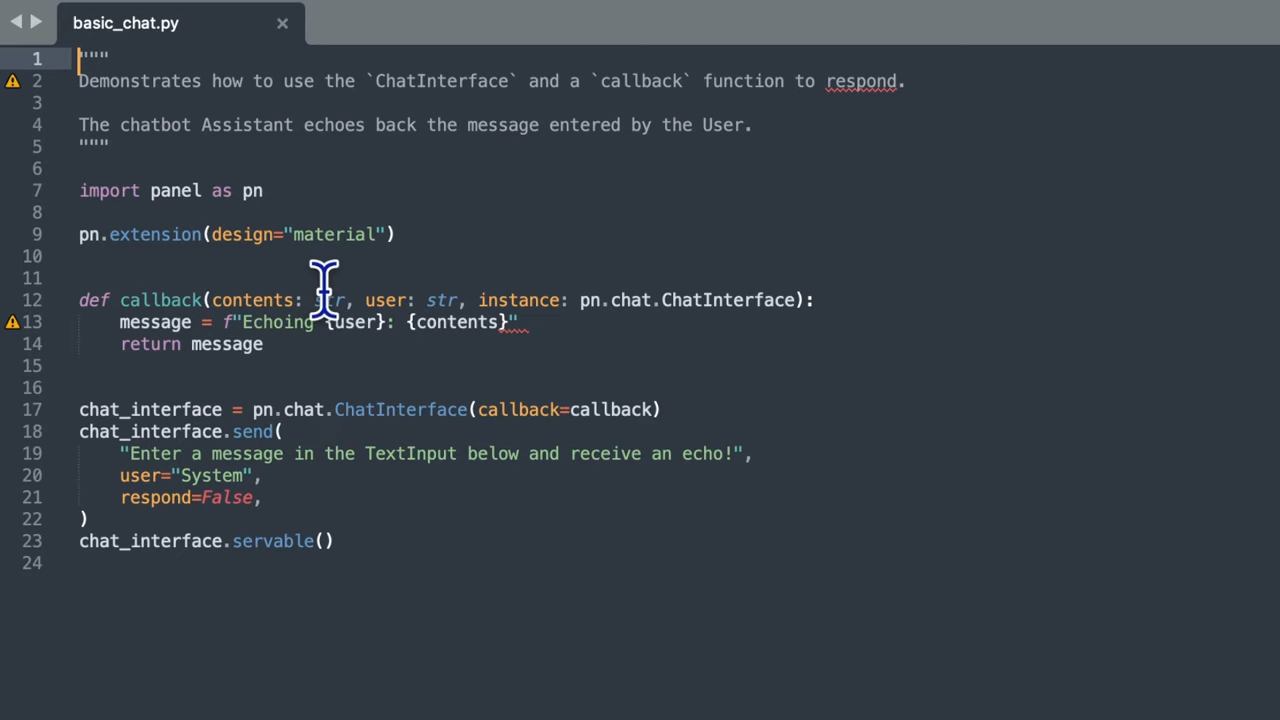 basic_chat.py
1 """
2 Demonstrates how to use the `ChatInterface` and a `callback` function to respond.
3
4 The chatbot Assistant echoes back the message entered by the User.
5 """
6
7 import panel as pn
8
9 pn.extension(design="material")
10
11
12 def callback(contents: str, user: str, instance: pn.chat.ChatInterface):
13     message = f"Echoing {user}: {contents}"
14     return message
15
16
17 chat_interface = pn.chat.ChatInterface(callback=callback)
18 chat_interface.send(
19     "Enter a message in the TextInput below and receive an echo!",
20     user="System",
21     respond=False,
22 )
23 chat_interface.servable()
24